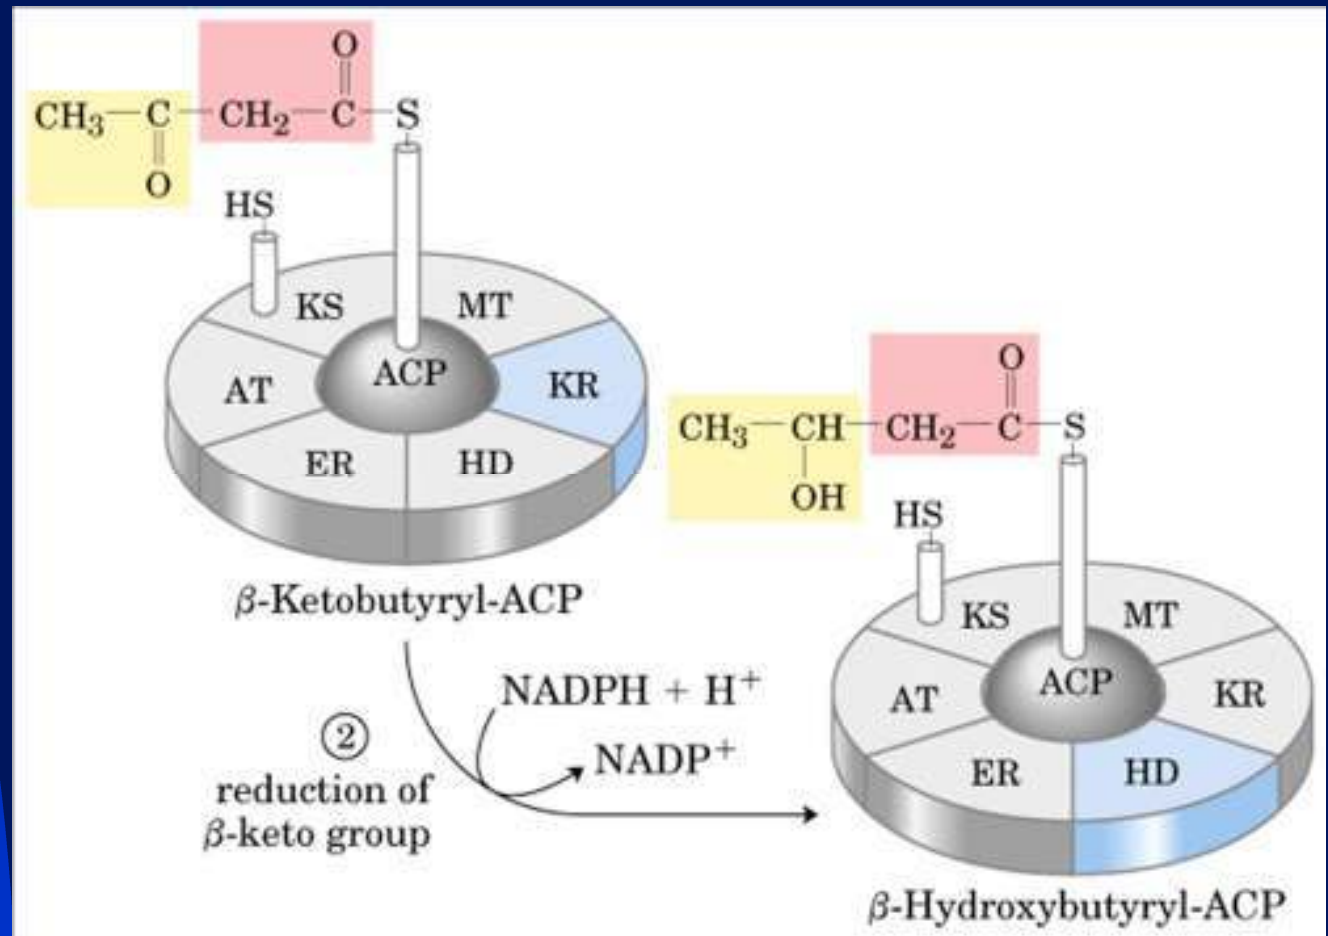 O
CH₃—C—CH₂—C—S
O
HS
KS
MT
AT
ACP
KR
ER
HD
β-Ketobutyryl-ACP
O
CH₃—CH—CH₂—C—S
OH
HS
KS
MT
AT
ACP
KR
ER
HD
β-Hydroxybutyryl-ACP
NADPH + H⁺
NADP⁺
②
reduction of
β-keto group